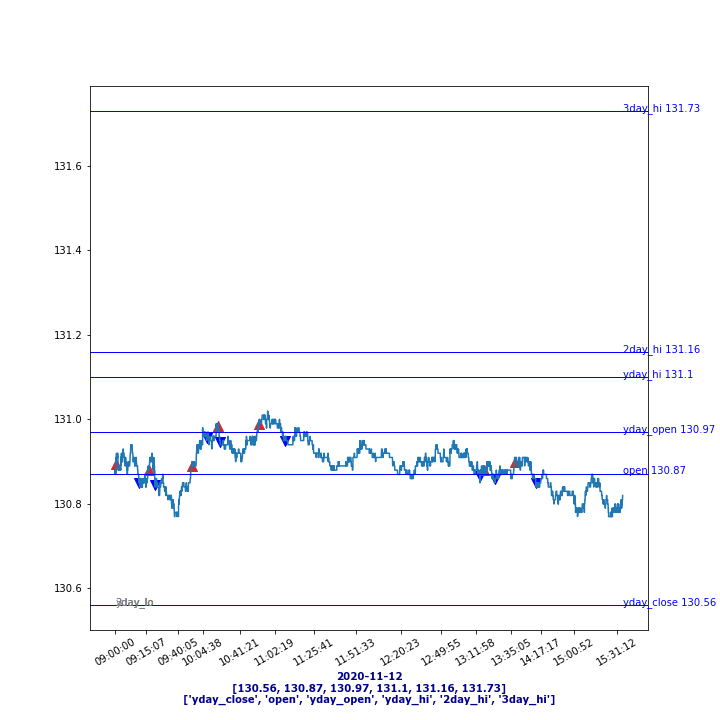 3day_hi 131.73
131.6
131.4
131.2
2day_hi 131.16
yday_hi 131.1
131.0
yday_open 130.97
open 130.87
130.8
130.6
yday_lo
yday_close 130.56
09:00:00
09:15:07
09:40:05
10:04:38
10:41:21
11:02:19
11:25:41
11:51:33
12:20:23
12:49:55
13:11:58
13:35:05
14:17:17
15:00:52
15:31:12
2020-11-12
[130.56, 130.87, 130.97, 131.1, 131.16, 131.73]
['yday_close', 'open', 'yday_open', 'yday_hi', '2day_hi', '3day_hi']